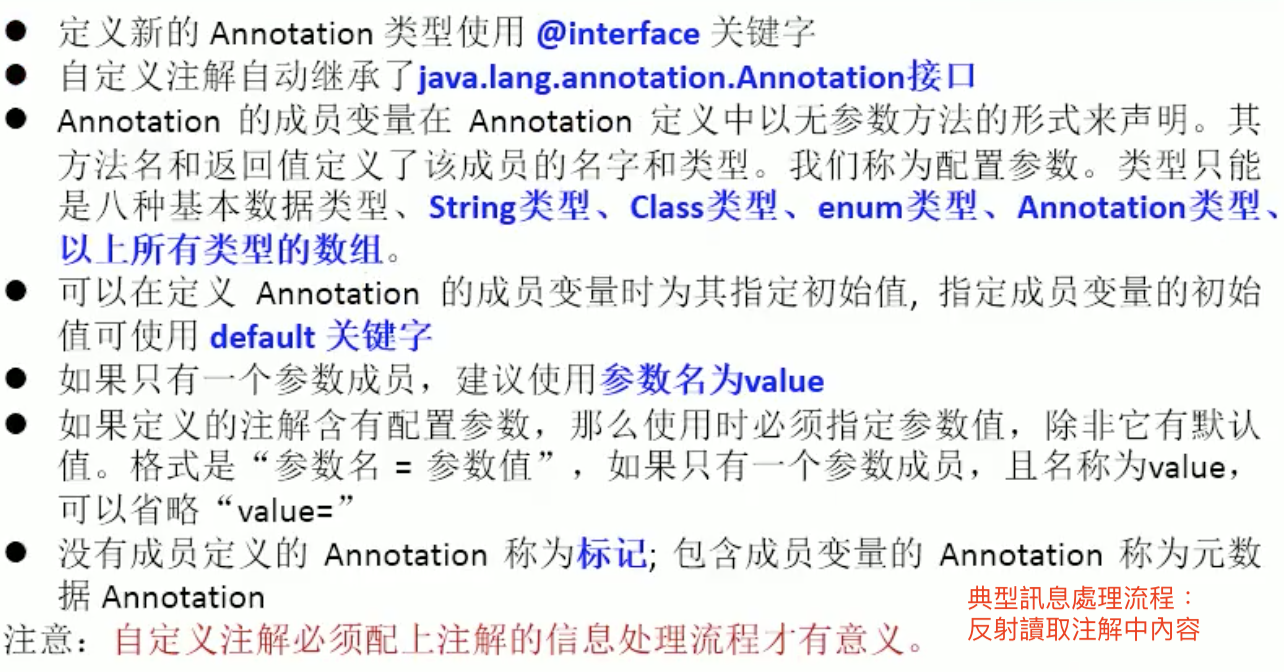 ● 定义新的 Annotation 类型使用 @interface 关键字
● 自定义注解自动继承了java.lang.annotation.Annotation接口
● Annotation 的成员变量在 Annotation 定义中以无参数方法的形式来声明。其
方法名和返回值定义了该成员的名字和类型。我们称为配置参数。类型只能
是八种基本数据类型、String类型、Class类型、enum类型、Annotation类型、
以上所有类型的数组。
● 可以在定义 Annotation 的成员变量时为其指定初始值, 指定成员变量的初始
值可使用 default 关键字
● 如果只有一个参数成员，建议使用参数名为value
● 如果定义的注解含有配置参数，那么使用时必须指定参数值，除非它有默认
值。格式是“参数名 = 参数值”，如果只有一个参数成员，且名称为value，
可以省略“value=”
● 没有成员定义的 Annotation 称为标记; 包含成员变量的 Annotation 称为元数
据 Annotation
注意：自定义注解必须配上注解的信息处理流程才有意义。
典型訊息處理流程：
反射讀取注解中內容